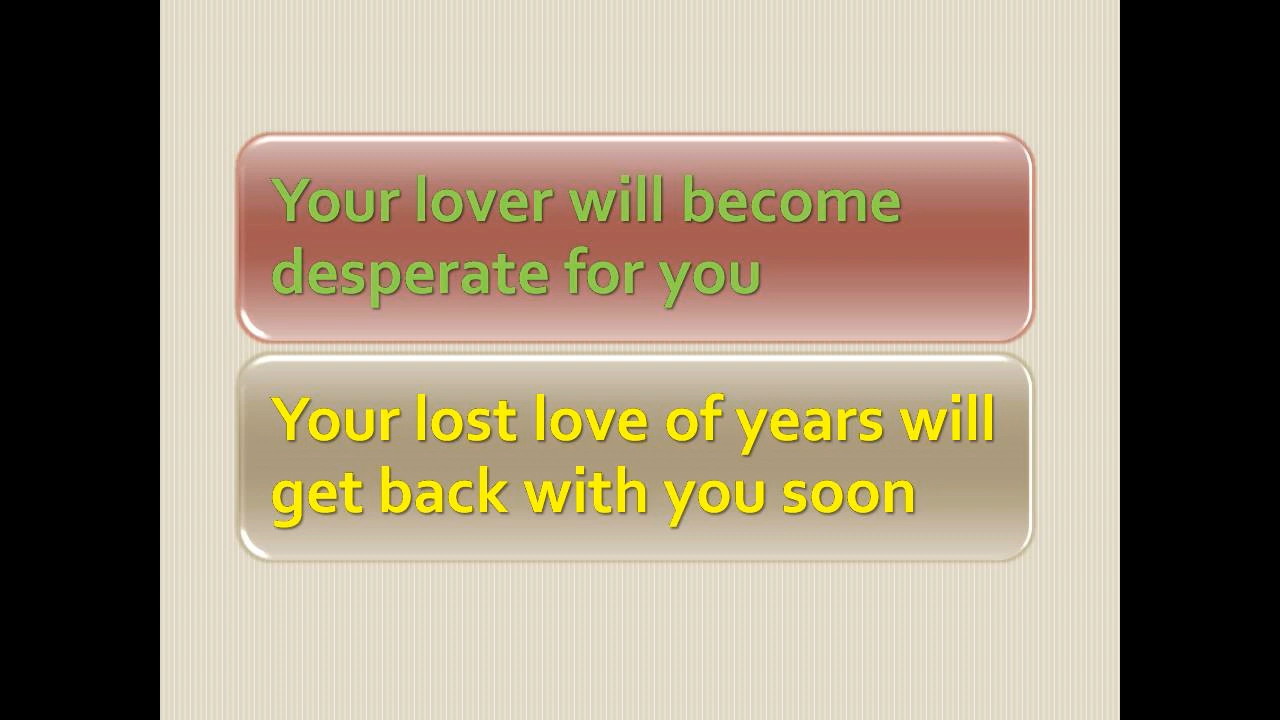 Your lover will become
desperate for you
Your lost love of years will
get back with you soon